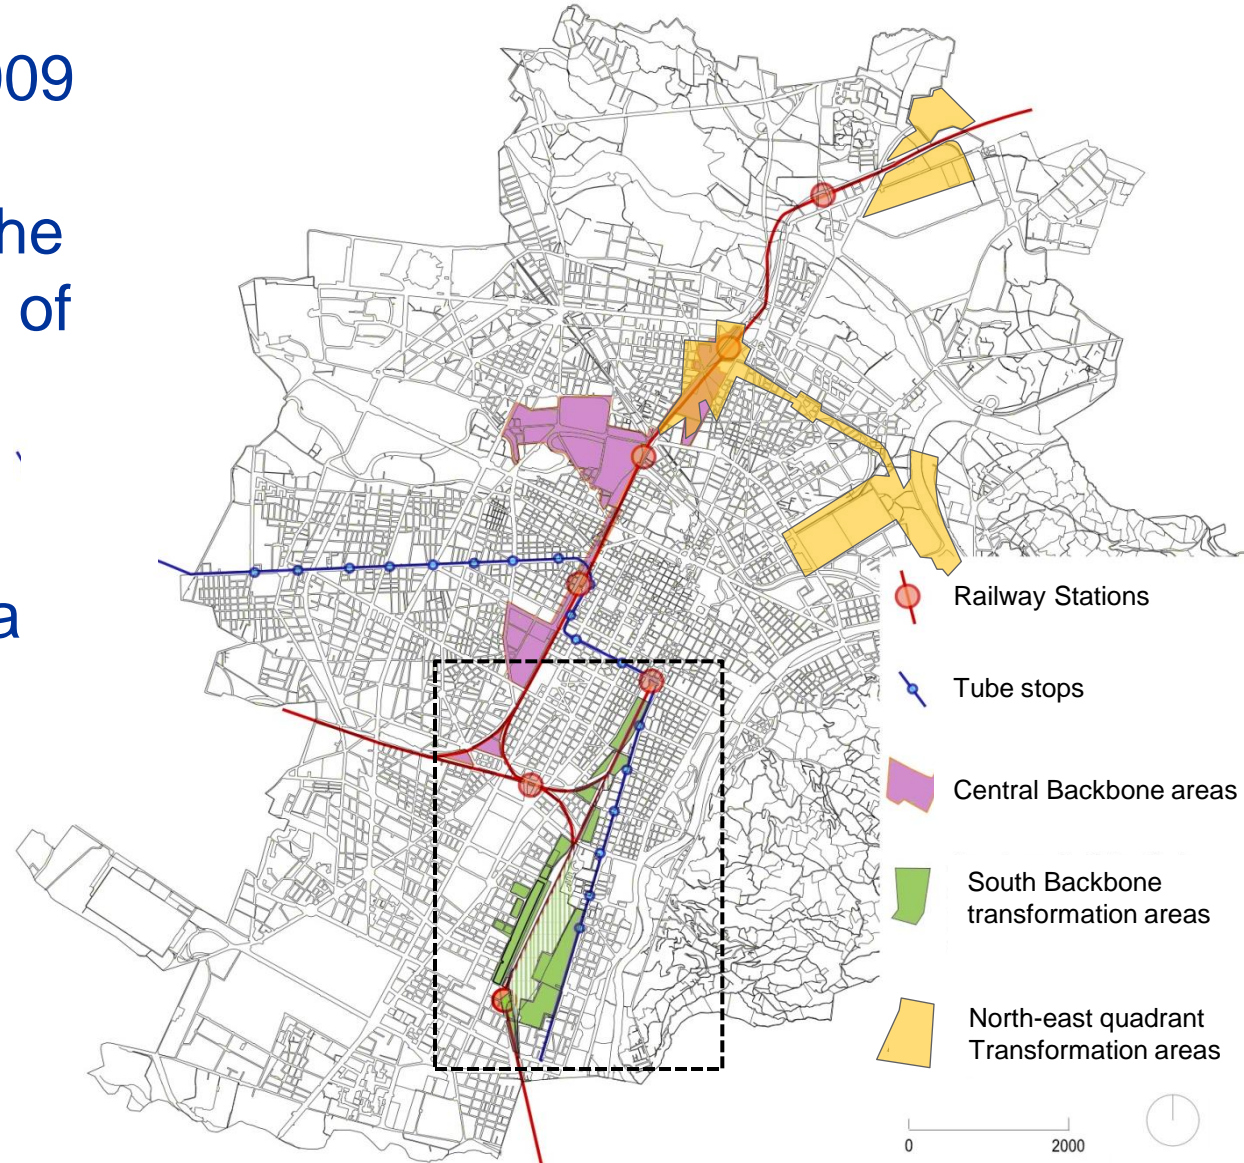 he
of
a
Railway Stations
Tube stops
Central Backbone areas
South Backbone
transformation areas
North-east quadrant
Transformation areas
0 2000